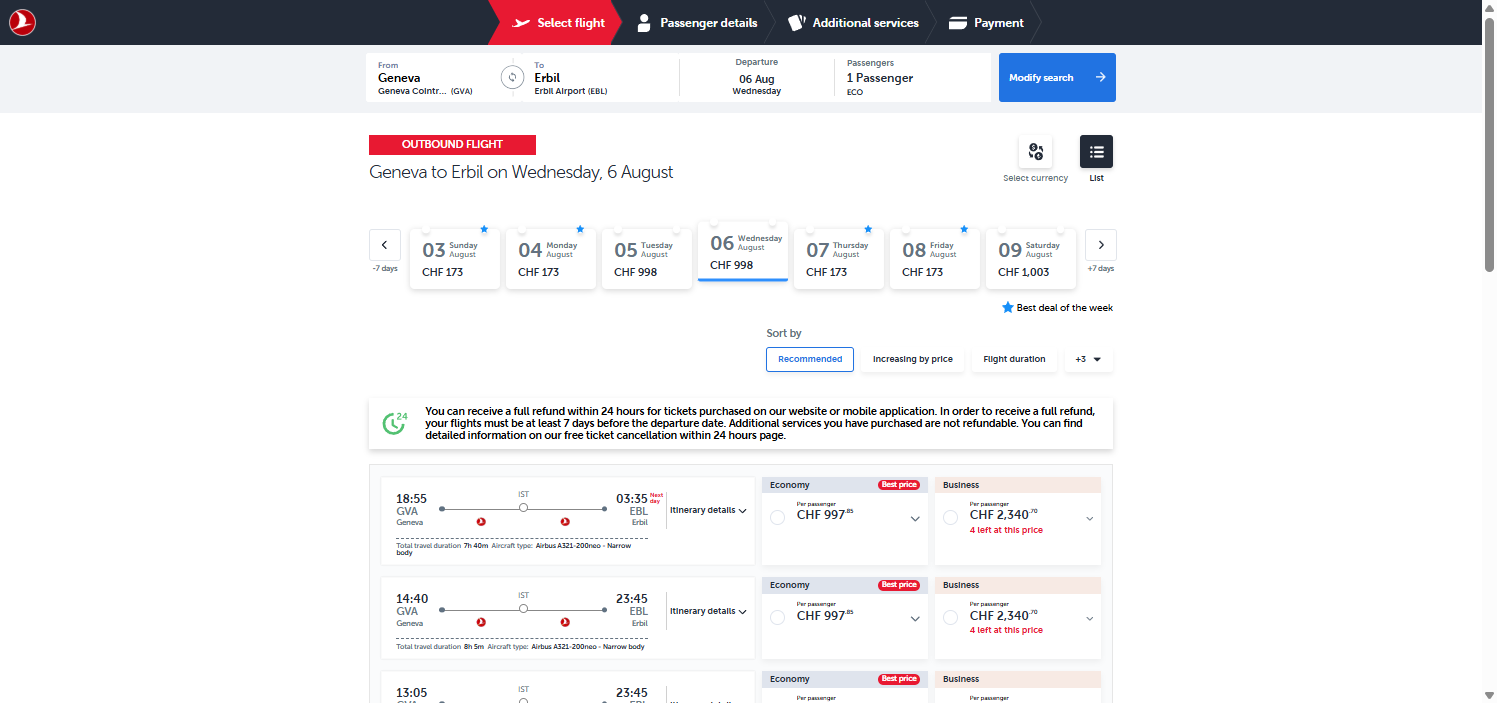 Select flight
Passenger details
Additional services
Payment
From
Geneva
Geneva Cointr... (GVA)
To
Erbil
Erbil Airport (EBL)
Departure
06 Aug
Wednesday
Passengers
1 Passenger
ECO
Modify search
OUTBOUND FLIGHT
Geneva to Erbil on Wednesday, 6 August
Select currency
List
-7 days
03 Sunday August
CHF 173
04 Monday August
CHF 173
05 Tuesday August
CHF 998
06 Wednesday August
CHF 998
07 Thursday August
CHF 173
08 Friday August
CHF 173
09 Saturday August
CHF 1,003
+7 days
Best deal of the week
Sort by
Recommended
Increasing by price
Flight duration
+3
24
You can receive a full refund within 24 hours for tickets purchased on our website or mobile application. In order to receive a full refund,
your flights must be at least 7 days before the departure date. Additional services you have purchased are not refundable. You can find
detailed information on our free ticket cancellation within 24 hours page.
18:55
GVA
Geneva
IST
03:35 Next day
EBL
Erbil
Itinerary details
Total travel duration 7h 40m Aircraft type: Airbus A321-200neo - Narrow
body
Economy
Best price
Per passenger
CHF 997.85
Business
Per passenger
CHF 2,340.70
4 left at this price
14:40
GVA
Geneva
IST
23:45
EBL
Erbil
Itinerary details
Total travel duration 8h 5m Aircraft type: Airbus A321-200neo - Narrow body
Economy
Best price
Per passenger
CHF 997.85
Business
Per passenger
CHF 2,340.70
4 left at this price
13:05
IST
23:45
Economy
Best price
Per passenger
Business
Per passenger